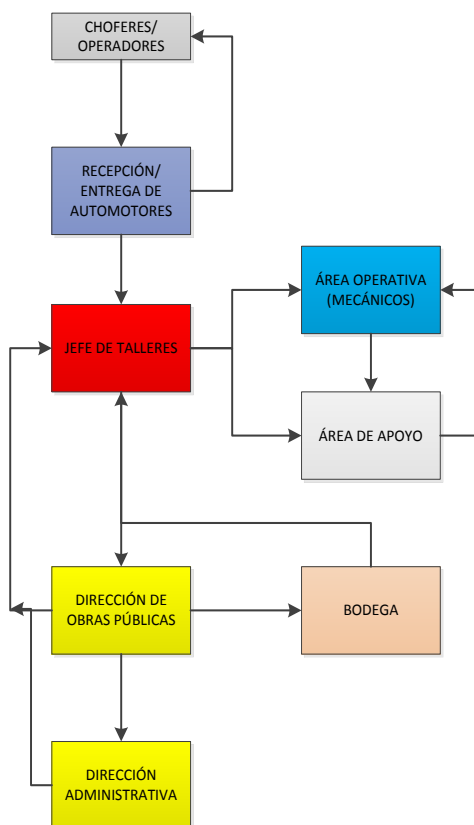 CHOFERES/
OPERADORES
RECEPCIÓN/
ENTREGA DE
AUTOMOTORES
ÁREA OPERATIVA
(MECÁNICOS)
JEFE DE TALLERES
ÁREA DE APOYO
DIRECCIÓN DE
OBRAS PÚBLICAS
BODEGA
DIRECCIÓN
ADMINISTRATIVA